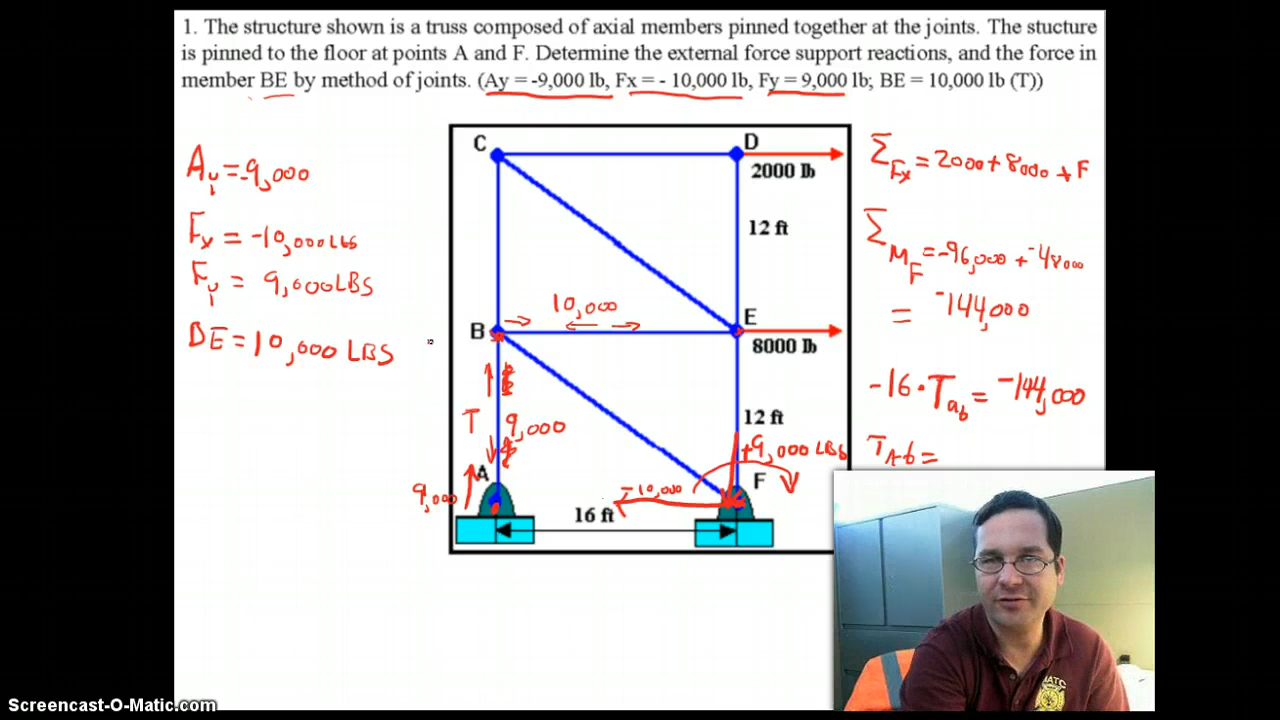 1. The structure shown is a truss composed of axial members pinned together at the joints. The stucture
is pinned to the floor at points A and F. Determine the external force support reactions, and the force in
member BE by method of joints. (Ay = -9,000 lb, Fx = - 10,000 lb, Fy = 9,000 lb; BE = 10,000 lb (T))
Ay = -9,000
Fx = -10,000 LBS
Fy = 9,000 LBS
BE = 10,000 LBS
C
D
2000 lb
12 ft
10,000
B
E
8000 lb
T 9,000
12 ft
+9,000 LBS
A
9,000
-10,000
F
16 ft
ΣFx = 2000 + 8000 + F
ΣMF = -96,000 + -48000
= -144,000
-16 · Tab = -144,000
TAb =
MATC
Screencast-O-Matic.com